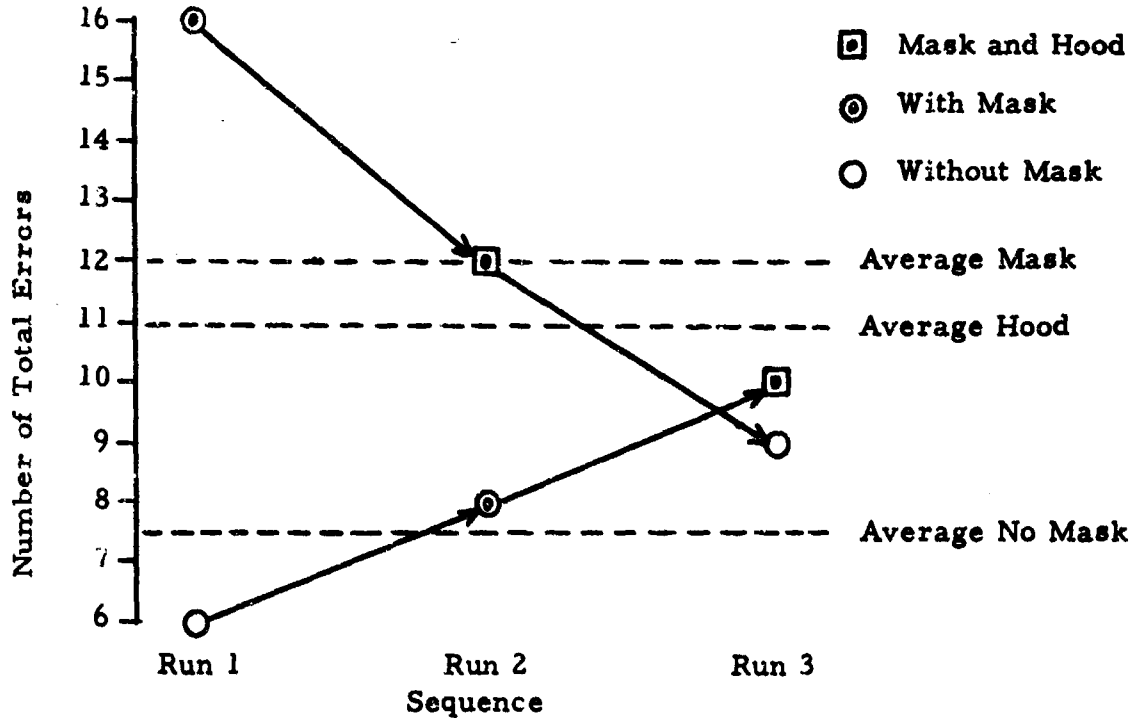 16
15
14
13
12
11
10
9
8
7
6
Number of Total Errors
Mask and Hood
With Mask
Without Mask
Average Mask
Average Hood
Average No Mask
Run 1
Run 2
Run 3
Sequence